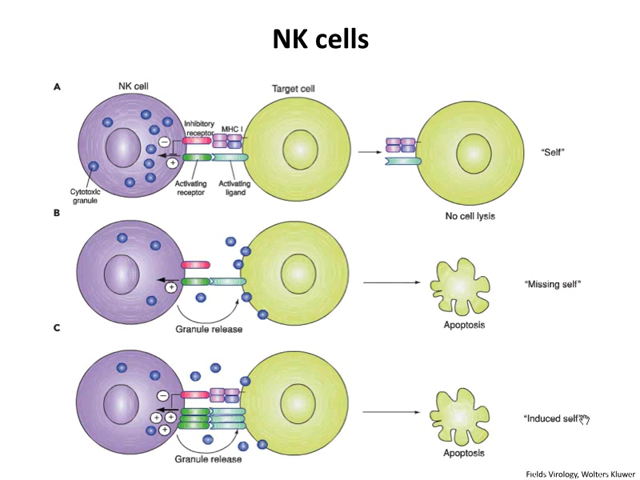 NK cells
A
NK cell
Target cell
Inhibitory
receptor
MHC I
−
+
Cytotoxic
granule
Activating
receptor
Activating
ligand
"Self"
No cell lysis
B
+
Granule release
Apoptosis
"Missing self"
C
−
+ +
+
Granule release
Apoptosis
"Induced self"
Fields Virology, Wolters Kluwer